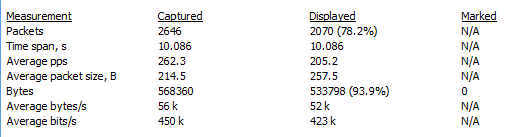 Measurement Captured Displayed Marked
Packets 2646 2070 (78.2%) N/A
Time span, s 10.086 10.086 N/A
Average pps 262.3 205.2 N/A
Average packet size, B 214.5 257.5 N/A
Bytes 568360 533798 (93.9%) 0
Average bytes/s 56 k 52 k N/A
Average bits/s 450 k 423 k N/A